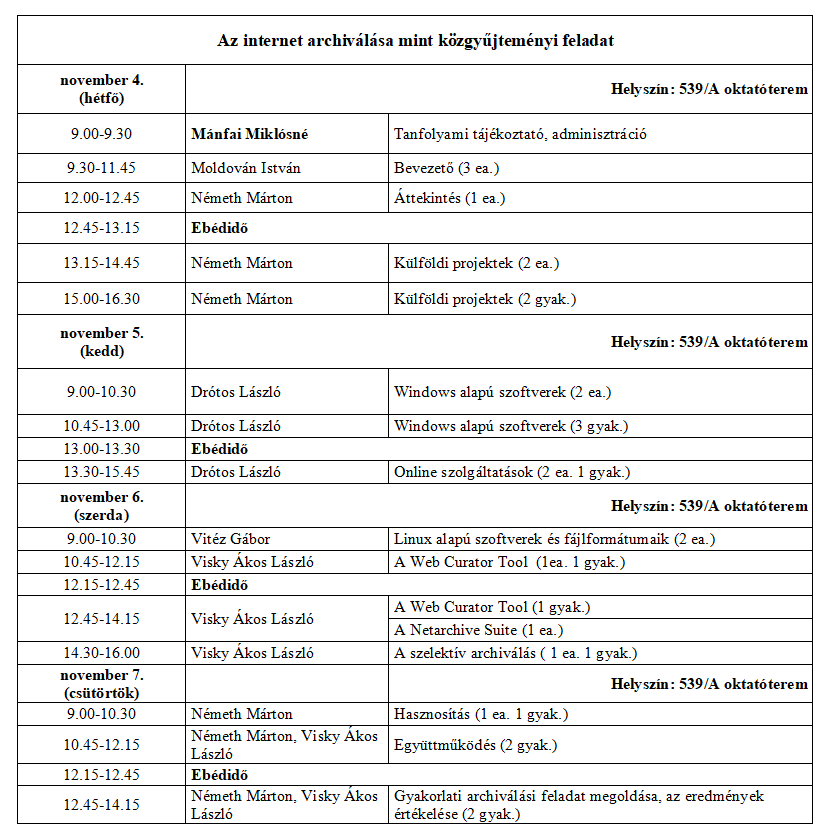 Az internet archiválása mint közgyűjteményi feladat
november 4.
(hétfő)
Helyszín: 539/A oktatóterem
9.00-9.30 Mánfai Miklósné Tanfolyami tájékoztató, adminisztráció
9.30-11.45 Moldován István Bevezető (3 ea.)
12.00-12.45 Németh Márton Áttekintés (1 ea.)
12.45-13.15 Ebédidő
13.15-14.45 Németh Márton Külföldi projektek (2 ea.)
15.00-16.30 Németh Márton Külföldi projektek (2 gyak.)
november 5.
(kedd)
Helyszín: 539/A oktatóterem
9.00-10.30 Drótos László Windows alapú szoftverek (2 ea.)
10.45-13.00 Drótos László Windows alapú szoftverek (3 gyak.)
13.00-13.30 Ebédidő
13.30-15.45 Drótos László Online szolgáltatások (2 ea. 1 gyak.)
november 6.
(szerda)
Helyszín: 539/A oktatóterem
9.00-10.30 Vitéz Gábor Linux alapú szoftverek és fájlformátumaik (2 ea.)
10.45-12.15 Visky Ákos László A Web Curator Tool (1ea. 1 gyak.)
12.15-12.45 Ebédidő
12.45-14.15 Visky Ákos László A Web Curator Tool (1 gyak.)
A Netarchive Suite (1 ea.)
14.30-16.00 Visky Ákos László A szelektív archiválás ( 1 ea. 1 gyak.)
november 7.
(csütörtök)
Helyszín: 539/A oktatóterem
9.00-10.30 Németh Márton Hasznosítás (1 ea. 1 gyak.)
10.45-12.15 Németh Márton, Visky Ákos
László Együttműködés (2 gyak.)
12.15-12.45 Ebédidő
12.45-14.15 Németh Márton, Visky Ákos
László Gyakorlati archiválási feladat megoldása, az eredmények
értékelése (2 gyak.)